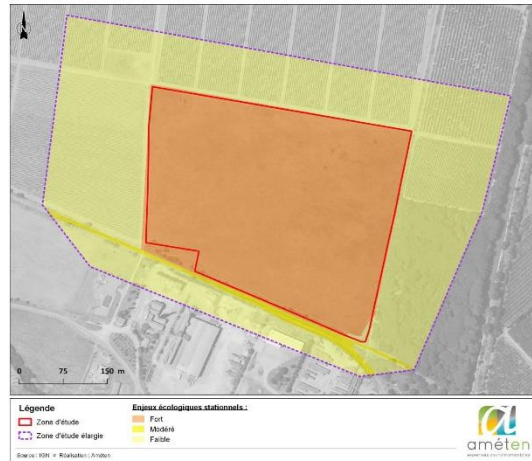 N
0 75 150 m
Légende
Zone d'étude
Zone d'étude élargie
Enjeux écologiques stationnels :
Fort
Modéré
Faible
améten
Source : IGN Réalisation : Améten